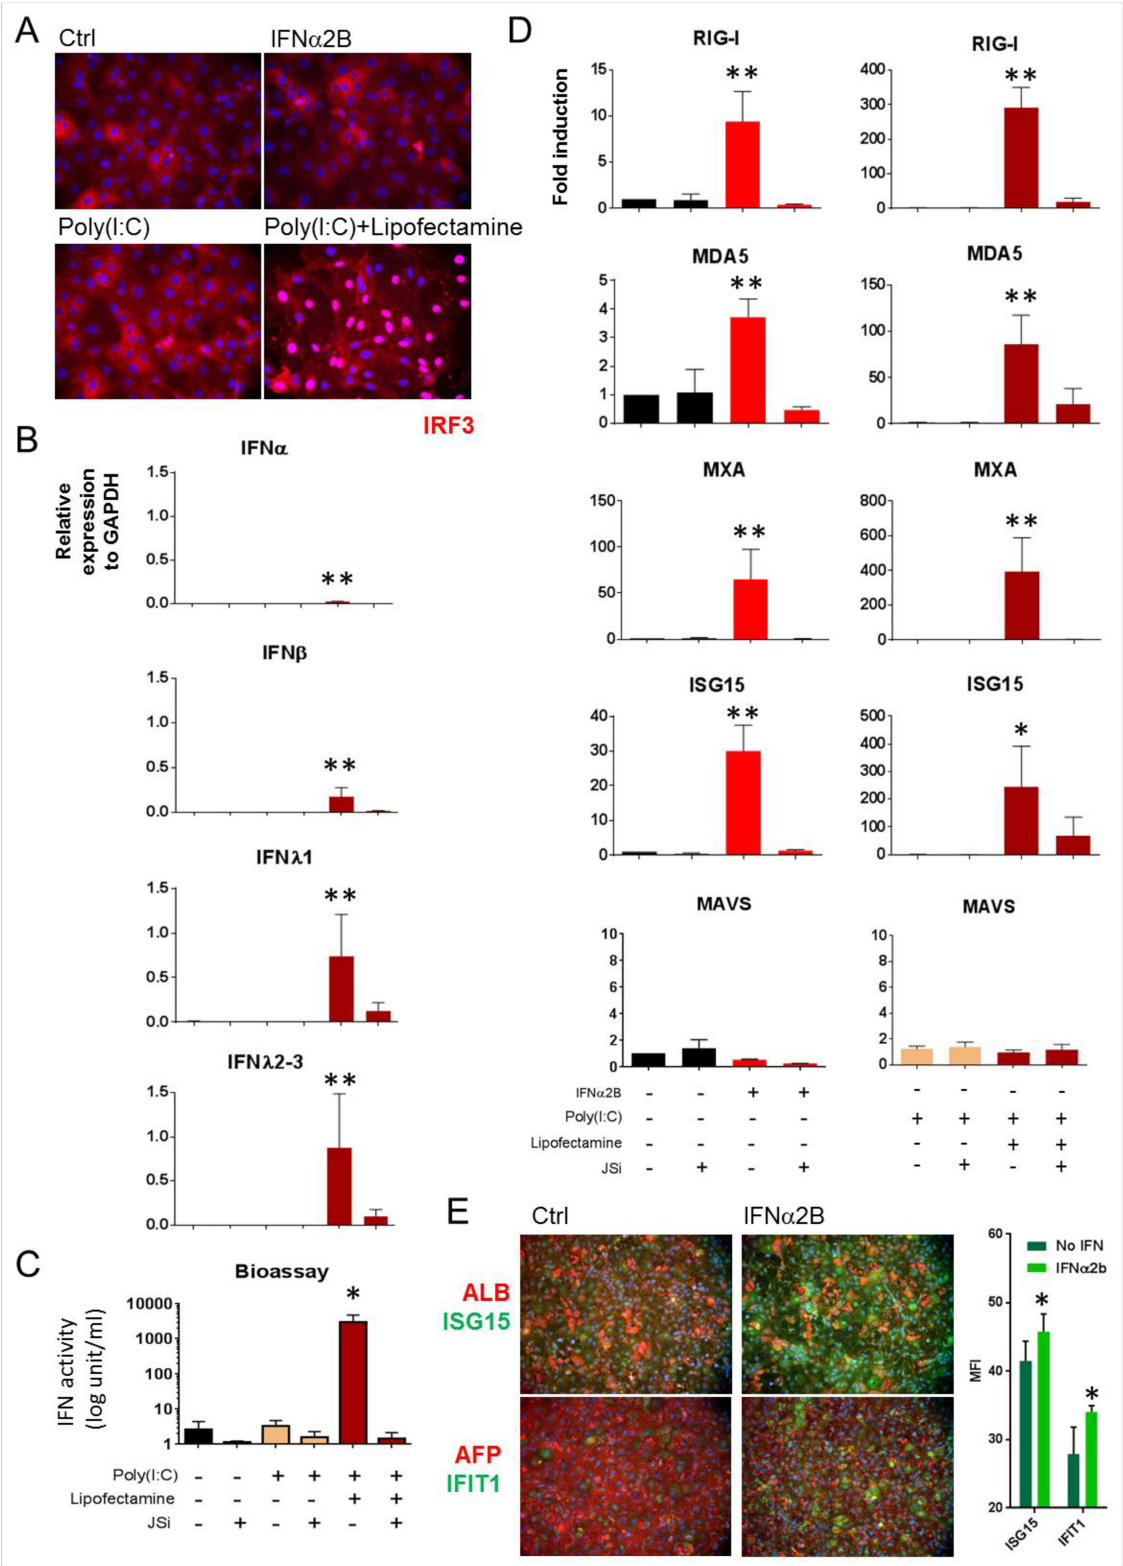 A
Ctrl
IFNα2B
Poly(I:C)
Poly(I:C)+Lipofectamine
IRF3
B
Relative
expression
to GAPDH
IFNα
1.5
1.0
0.5
0.0
**
IFNβ
1.5
1.0
0.5
0.0
**
IFNλ1
1.5
1.0
0.5
0.0
**
IFNλ2-3
1.5
1.0
0.5
0.0
**
C
Bioassay
IFN activity
(log unit/ml)
10000
1000
100
10
1
*
Poly(I:C) - - + + + +
Lipofectamine - - - - + +
JSi - + - + - +
D
Fold induction
RIG-I
15
10
5
0
**
RIG-I
400
300
200
100
0
**
MDA5
5
4
3
2
1
0
**
MDA5
150
100
50
0
**
MXA
150
100
50
0
**
MXA
800
600
400
200
0
**
ISG15
40
30
20
10
0
**
ISG15
500
400
300
200
100
0
*
MAVS
10
8
6
4
2
0
MAVS
10
8
6
4
2
0
IFNα2B - - + + - - - -
Poly(I:C) - - - - + + + +
Lipofectamine - - - - - - + +
JSi - + - + - + - +
E
Ctrl
IFNα2B
ALB
ISG15
AFP
IFIT1
MFI
60
50
40
30
20
No IFN
IFNα2b
*
*
ISG15
IFIT1